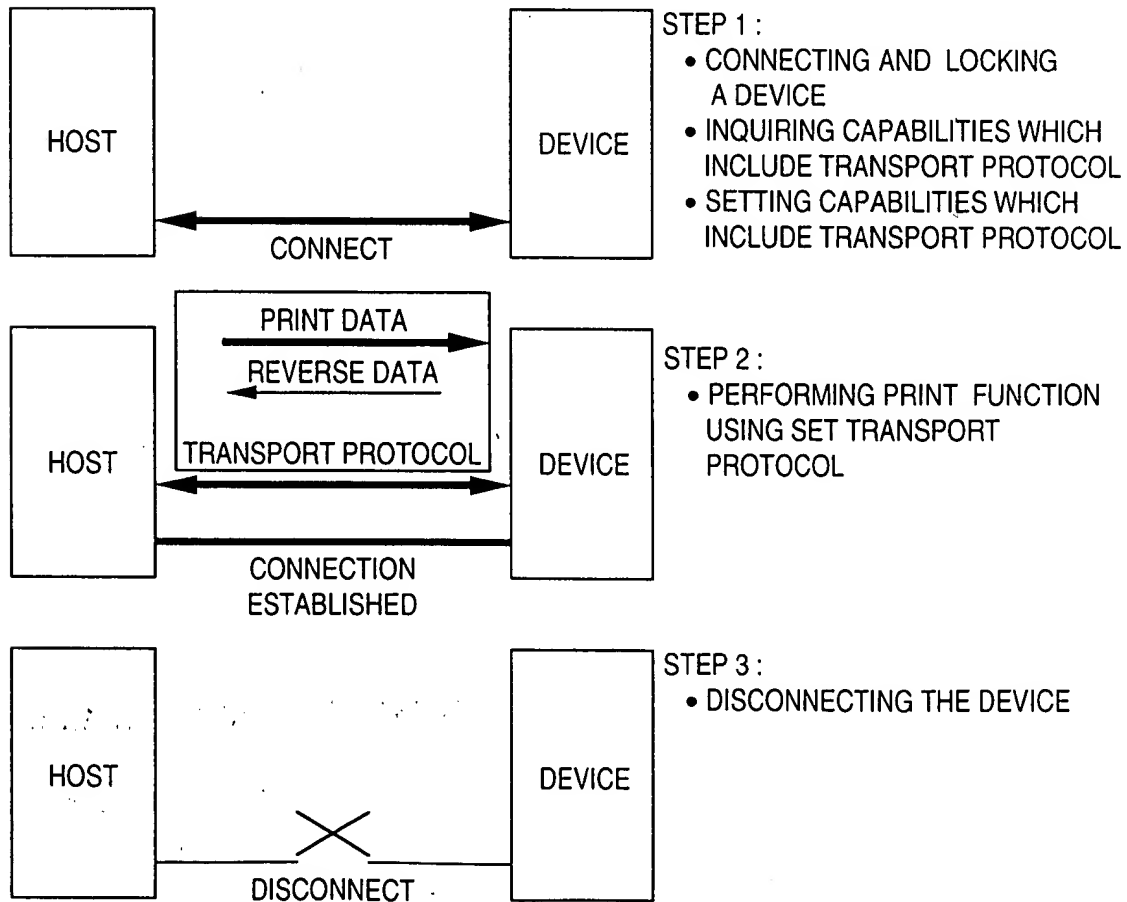 STEP 1 :
• CONNECTING AND LOCKING
A DEVICE
• INQUIRING CAPABILITIES WHICH
INCLUDE TRANSPORT PROTOCOL
• SETTING CAPABILITIES WHICH
INCLUDE TRANSPORT PROTOCOL
HOST
DEVICE
CONNECT
PRINT DATA
REVERSE DATA
TRANSPORT PROTOCOL
HOST
DEVICE
CONNECTION
ESTABLISHED
STEP 2 :
• PERFORMING PRINT FUNCTION
USING SET TRANSPORT
PROTOCOL
STEP 3 :
• DISCONNECTING THE DEVICE
HOST
DEVICE
DISCONNECT